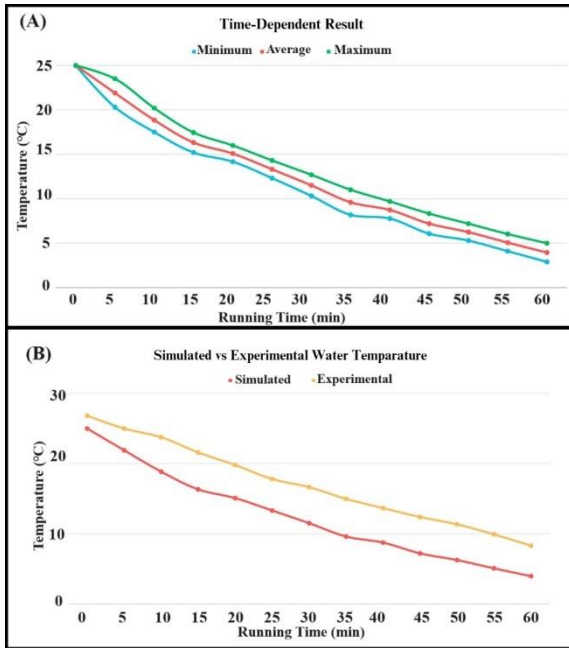 (A)
Time-Dependent Result
Minimum Average Maximum
Temperature (°C)
25
20
15
10
5
0
0 5 10 15 20 25 30 35 40 45 50 55 60
Running Time (min)
(B)
Simulated vs Experimental Water Temparature
Simulated Experimental
Temperature (°C)
30
20
10
0
0 5 10 15 20 25 30 35 40 45 50 55 60
Running Time (min)